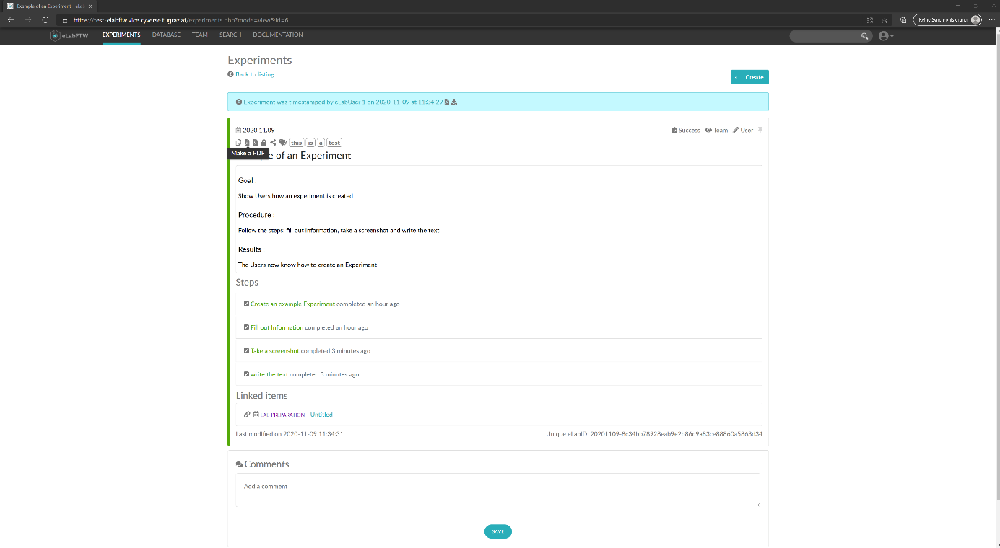 Example of an Experiment - eLab
https://test-elabftw.vice.cyverse.tugraz.at/experiments.php?mode=view&id=6
Keine Synchronisierung
eLabFTW
EXPERIMENTS
DATABASE
TEAM
SEARCH
DOCUMENTATION
Experiments
Back to listing
Create
Experiment was timestamped by eLabUser 1 on 2020-11-09 at 11:34:29
2020.11.09
Success
Team
User
this is a test
Make a PDF
of an Experiment
Goal :
Show Users how an experiment is created
Procedure :
Follow the steps: fill out information, take a screenshot and write the text.
Results :
The Users now know how to create an Experiment
Steps
Create an example Experiment completed an hour ago
Fill out Information completed an hour ago
Take a screenshot completed 3 minutes ago
write the text completed 3 minutes ago
Linked items
LAB PREPARATION - Untitled
Last modified on 2020-11-09 11:34:31
Unique eLabID: 20201109-8c34bb78928eab9e2b86d9a83ce88860a5863d34
Comments
Add a comment
SAVE